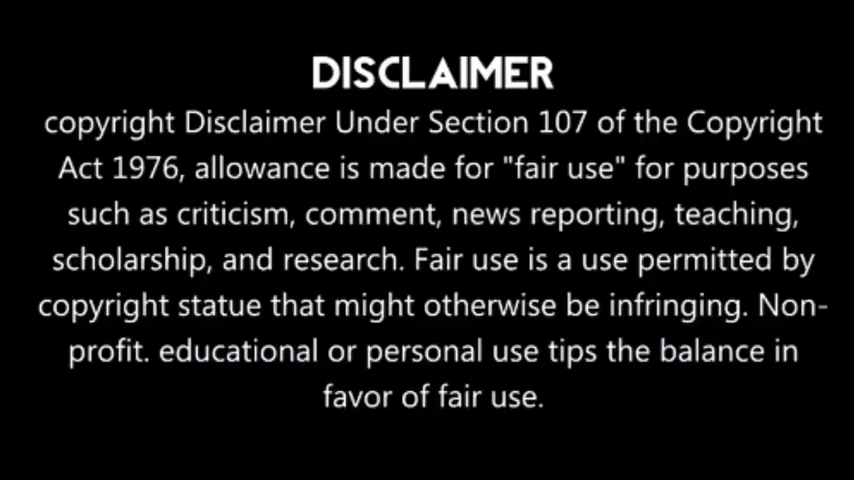 DISCLAIMER
copyright Disclaimer Under Section 107 of the Copyright
Act 1976, allowance is made for "fair use" for purposes
such as criticism, comment, news reporting, teaching,
scholarship, and research. Fair use is a use permitted by
copyright statue that might otherwise be infringing. Non-
profit. educational or personal use tips the balance in
favor of fair use.